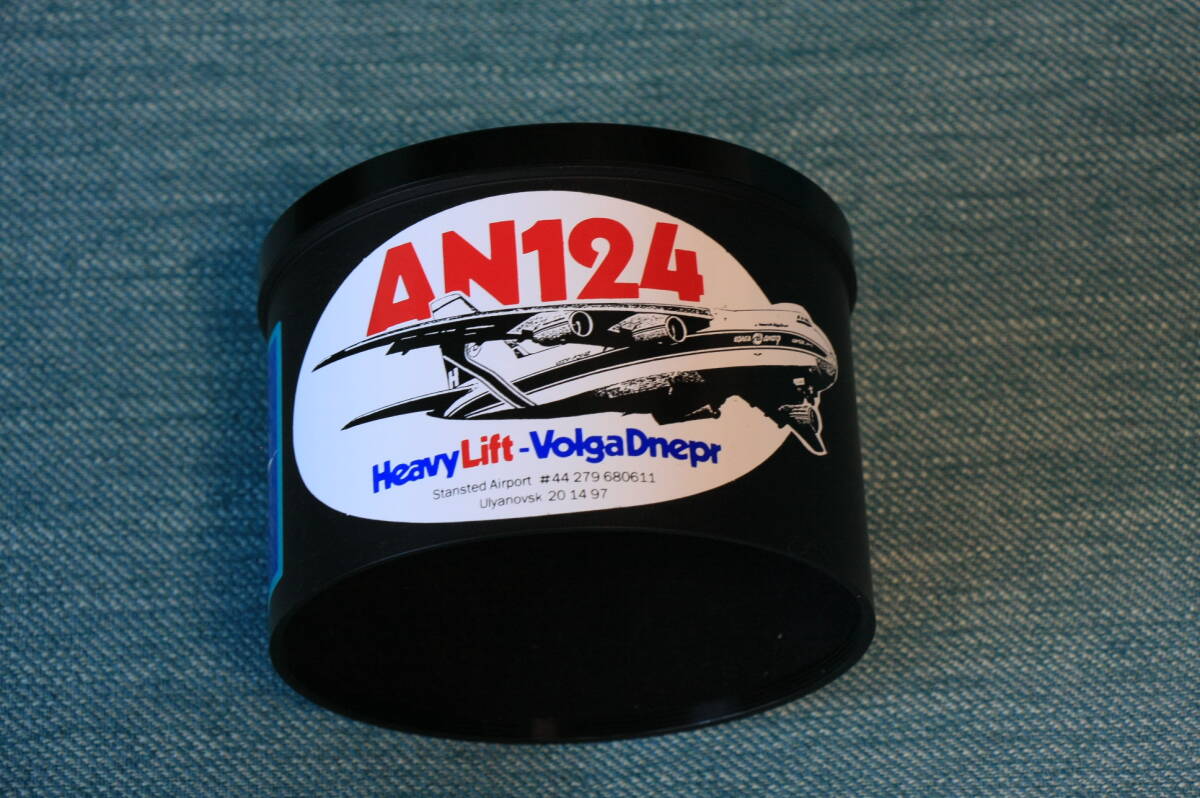 AN124
HeavyLift-VolgaDnepr
Stansted Airport #44 279 680611
Ulyanovsk 20 14 97